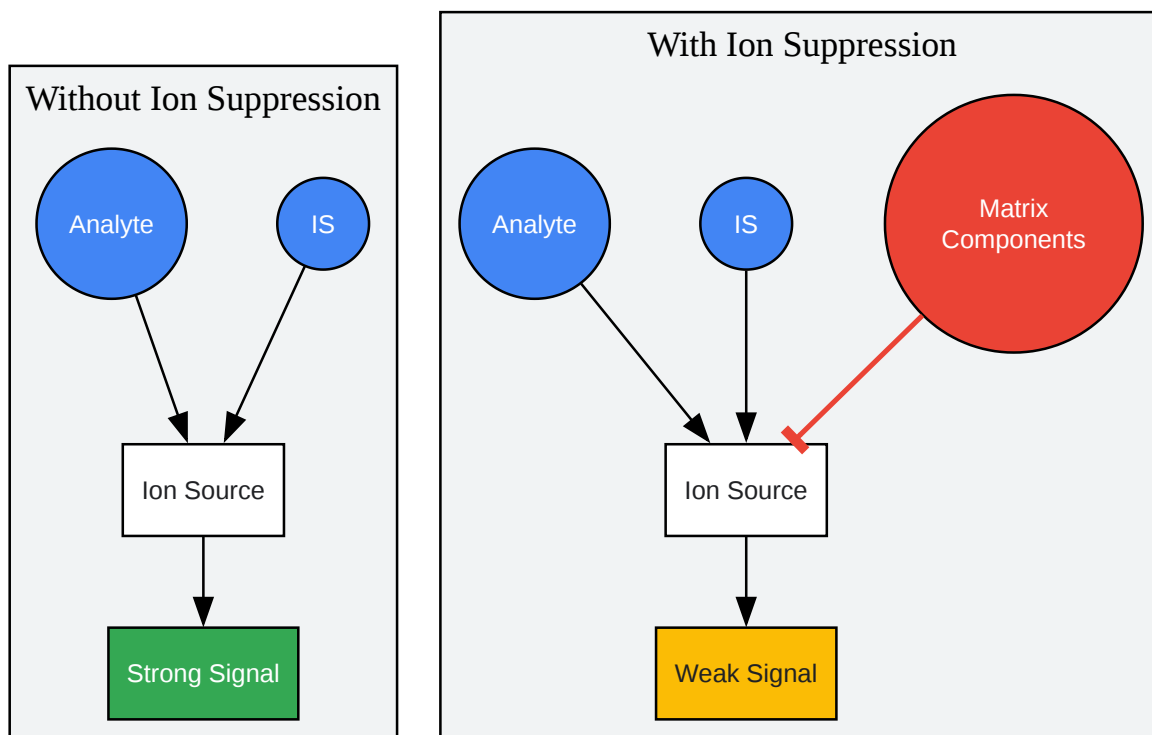 Without Ion Suppression
Analyte
IS
Ion Source
Strong Signal
With Ion Suppression
Analyte
IS
Matrix
Components
Ion Source
Weak Signal